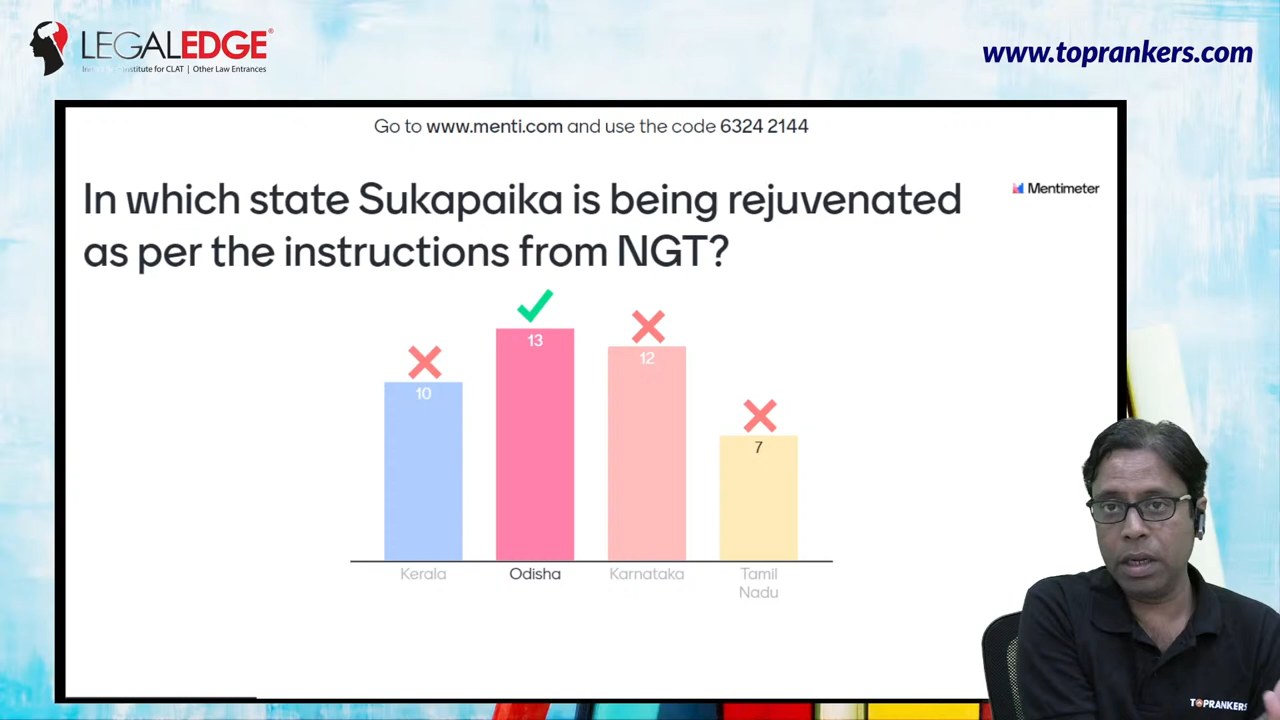 LEGALEDGE
www.toprankers.com
Institute for CLAT | Other Law Entrances
Go to www.menti.com and use the code 6324 2144
Mentimeter
In which state Sukapaika is being rejuvenated
as per the instructions from NGT?
10
13
12
7
Kerala
Odisha
Karnataka
Tamil
Nadu
TOPRANKERS